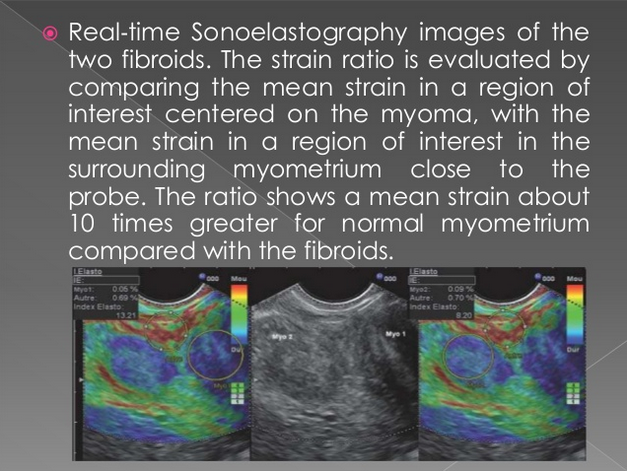 Real-time Sonoelastography images of the
two fibroids. The strain ratio is evaluated by
comparing the mean strain in a region of
interest centered on the myoma, with the
mean strain in a region of interest in the
surrounding myometrium close to the
probe. The ratio shows a mean strain about
10 times greater for normal myometrium
compared with the fibroids.
Elasto
Myo1: 0.05 %
Autre: 0.69 %
Index Elasto:
13.21
000
Mou
Dur
Myo 2
Myo 1
000
Elasto
Myo2: 0.09 %
Autre: 0.70 %
Index Elasto:
8.20
000
Mou
Dur